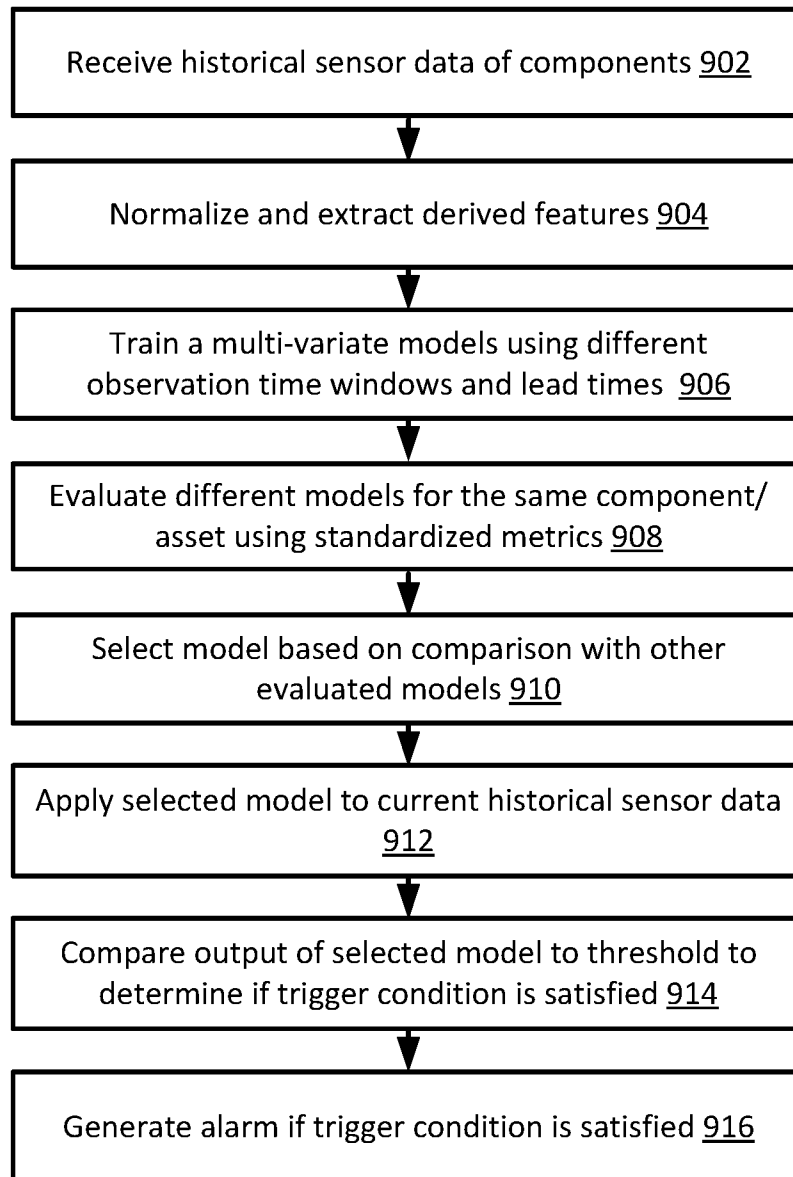 Receive historical sensor data of components 902
Normalize and extract derived features 904
Train a multi-variate models using different
observation time windows and lead times 906
Evaluate different models for the same component/
asset using standardized metrics 908
Select model based on comparison with other
evaluated models 910
Apply selected model to current historical sensor data
912
Compare output of selected model to threshold to
determine if trigger condition is satisfied 914
Generate alarm if trigger condition is satisfied 916